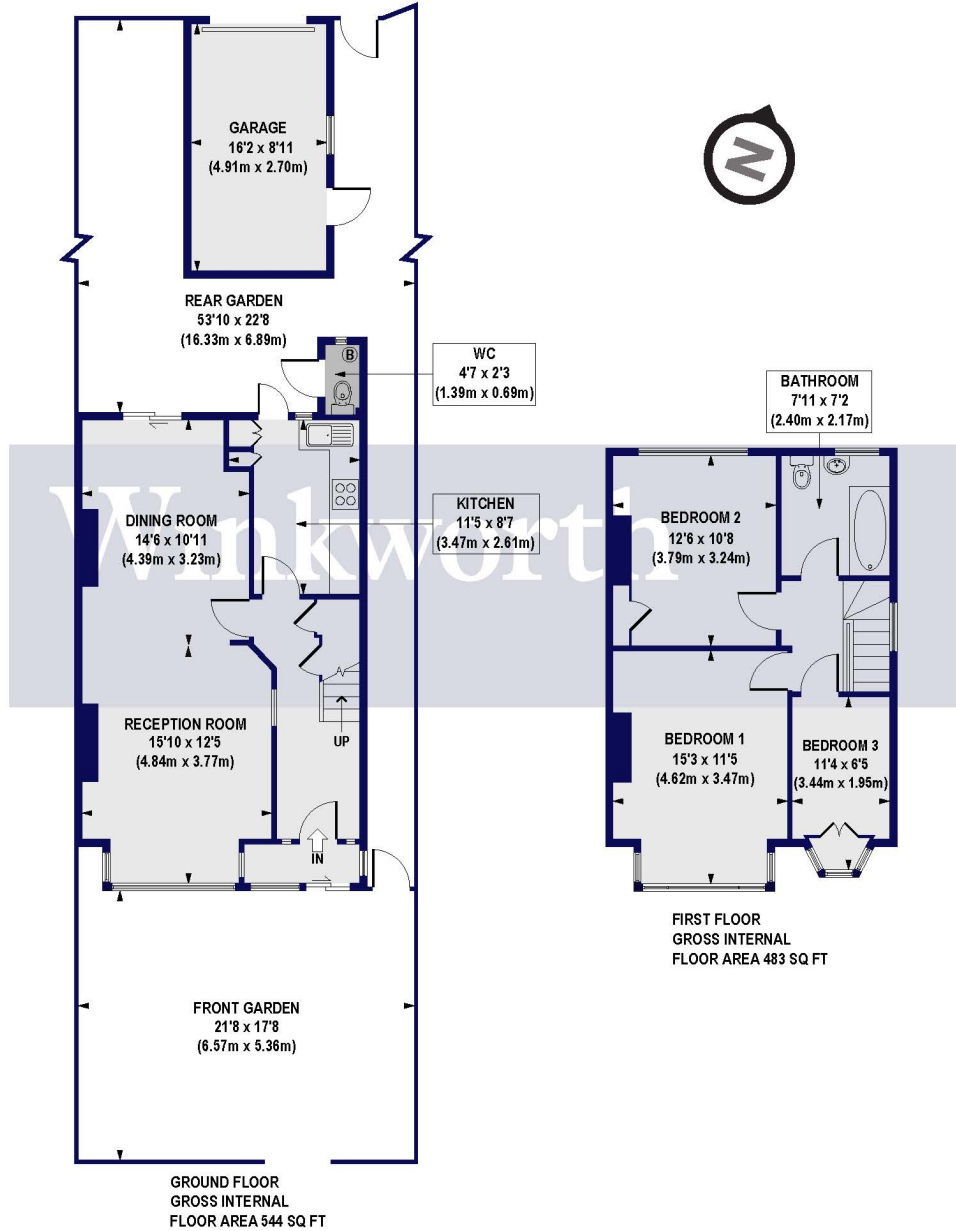 GARAGE
16'2 x 8'11
(4.91m x 2.70m)
N
REAR GARDEN
53'10 x 22'8
(16.33m x 6.89m)
B
WC
4'7 x 2'3
(1.39m x 0.69m)
BATHROOM
7'11 x 7'2
(2.40m x 2.17m)
Winkworth
DINING ROOM
14'6 x 10'11
(4.39m x 3.23m)
KITCHEN
11'5 x 8'7
(3.47m x 2.61m)
BEDROOM 2
12'6 x 10'8
(3.79m x 3.24m)
RECEPTION ROOM
15'10 x 12'5
(4.84m x 3.77m)
UP
IN
BEDROOM 1
15'3 x 11'5
(4.62m x 3.47m)
BEDROOM 3
11'4 x 6'5
(3.44m x 1.95m)
FIRST FLOOR
GROSS INTERNAL
FLOOR AREA 483 SQ FT
FRONT GARDEN
21'8 x 17'8
(6.57m x 5.36m)
GROUND FLOOR
GROSS INTERNAL
FLOOR AREA 544 SQ FT